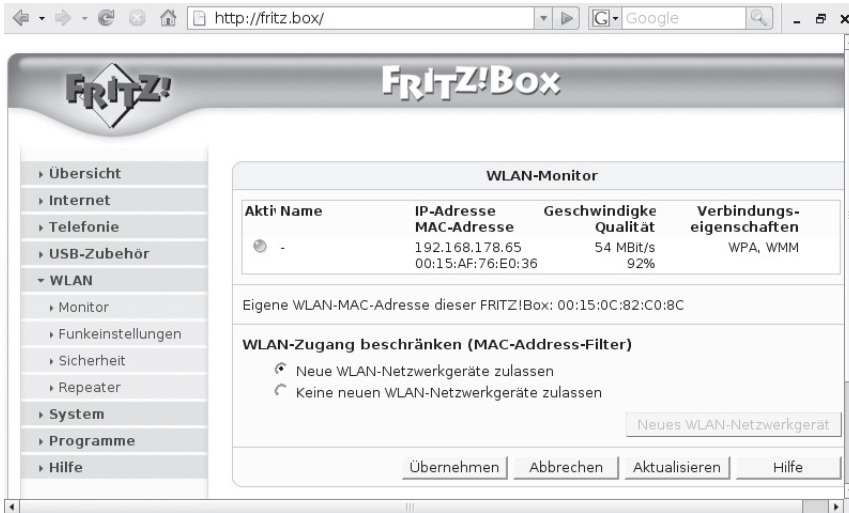 http://fritz.box/
G Google
FRITZ!
FRITZ!Box
Übersicht
Internet
Telefonie
USB-Zubehör
WLAN
Monitor
Funkeinstellungen
Sicherheit
Repeater
System
Programme
Hilfe
WLAN-Monitor
Aktiv Name IP-Adresse Geschwindigke Verbindungs-
MAC-Adresse Qualität eigenschaften
- 192.168.178.65 54 MBit/s WPA, WMM
00:15:AF:76:E0:36 92%
Eigene WLAN-MAC-Adresse dieser FRITZ!Box: 00:15:0C:82:C0:8C
WLAN-Zugang beschränken (MAC-Address-Filter)
Neue WLAN-Netzwerkgeräte zulassen
Keine neuen WLAN-Netzwerkgeräte zulassen
Neues WLAN-Netzwerkgerät
Übernehmen Abbrechen Aktualisieren Hilfe